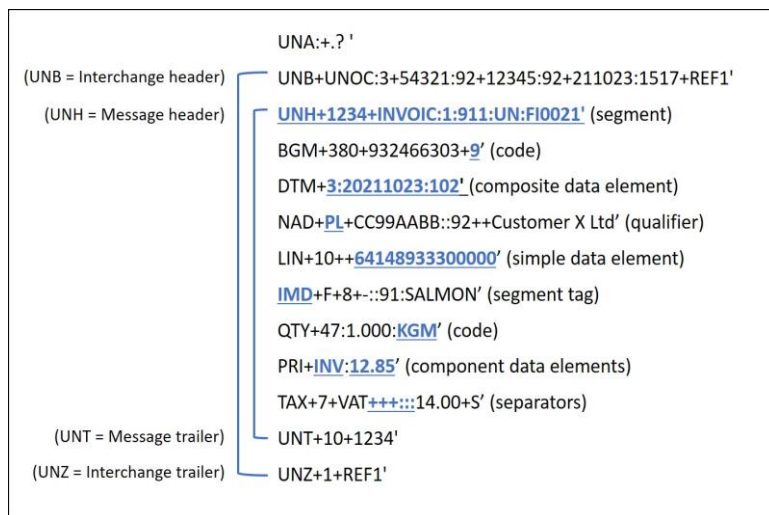 UNA:+.? '
(UNB = Interchange header) UNB+UNOC:3+54321:92+12345:92+211023:1517+REF1'
(UNH = Message header) UNH+1234+INVOIC:1:911:UN:FI0021' (segment)
BGM+380+932466303+9’ (code)
DTM+3:20211023:102' (composite data element)
NAD+PL+CC99AABB::92++Customer X Ltd’ (qualifier)
LIN+10++64148933300000’ (simple data element)
IMD+F+8+-::91:SALMON’ (segment tag)
QTY+47:1.000:KGM’ (code)
PRI+INV:12.85’ (component data elements)
TAX+7+VAT+++:::14.00+S’ (separators)
(UNT = Message trailer) UNT+10+1234'
(UNZ = Interchange trailer) UNZ+1+REF1'